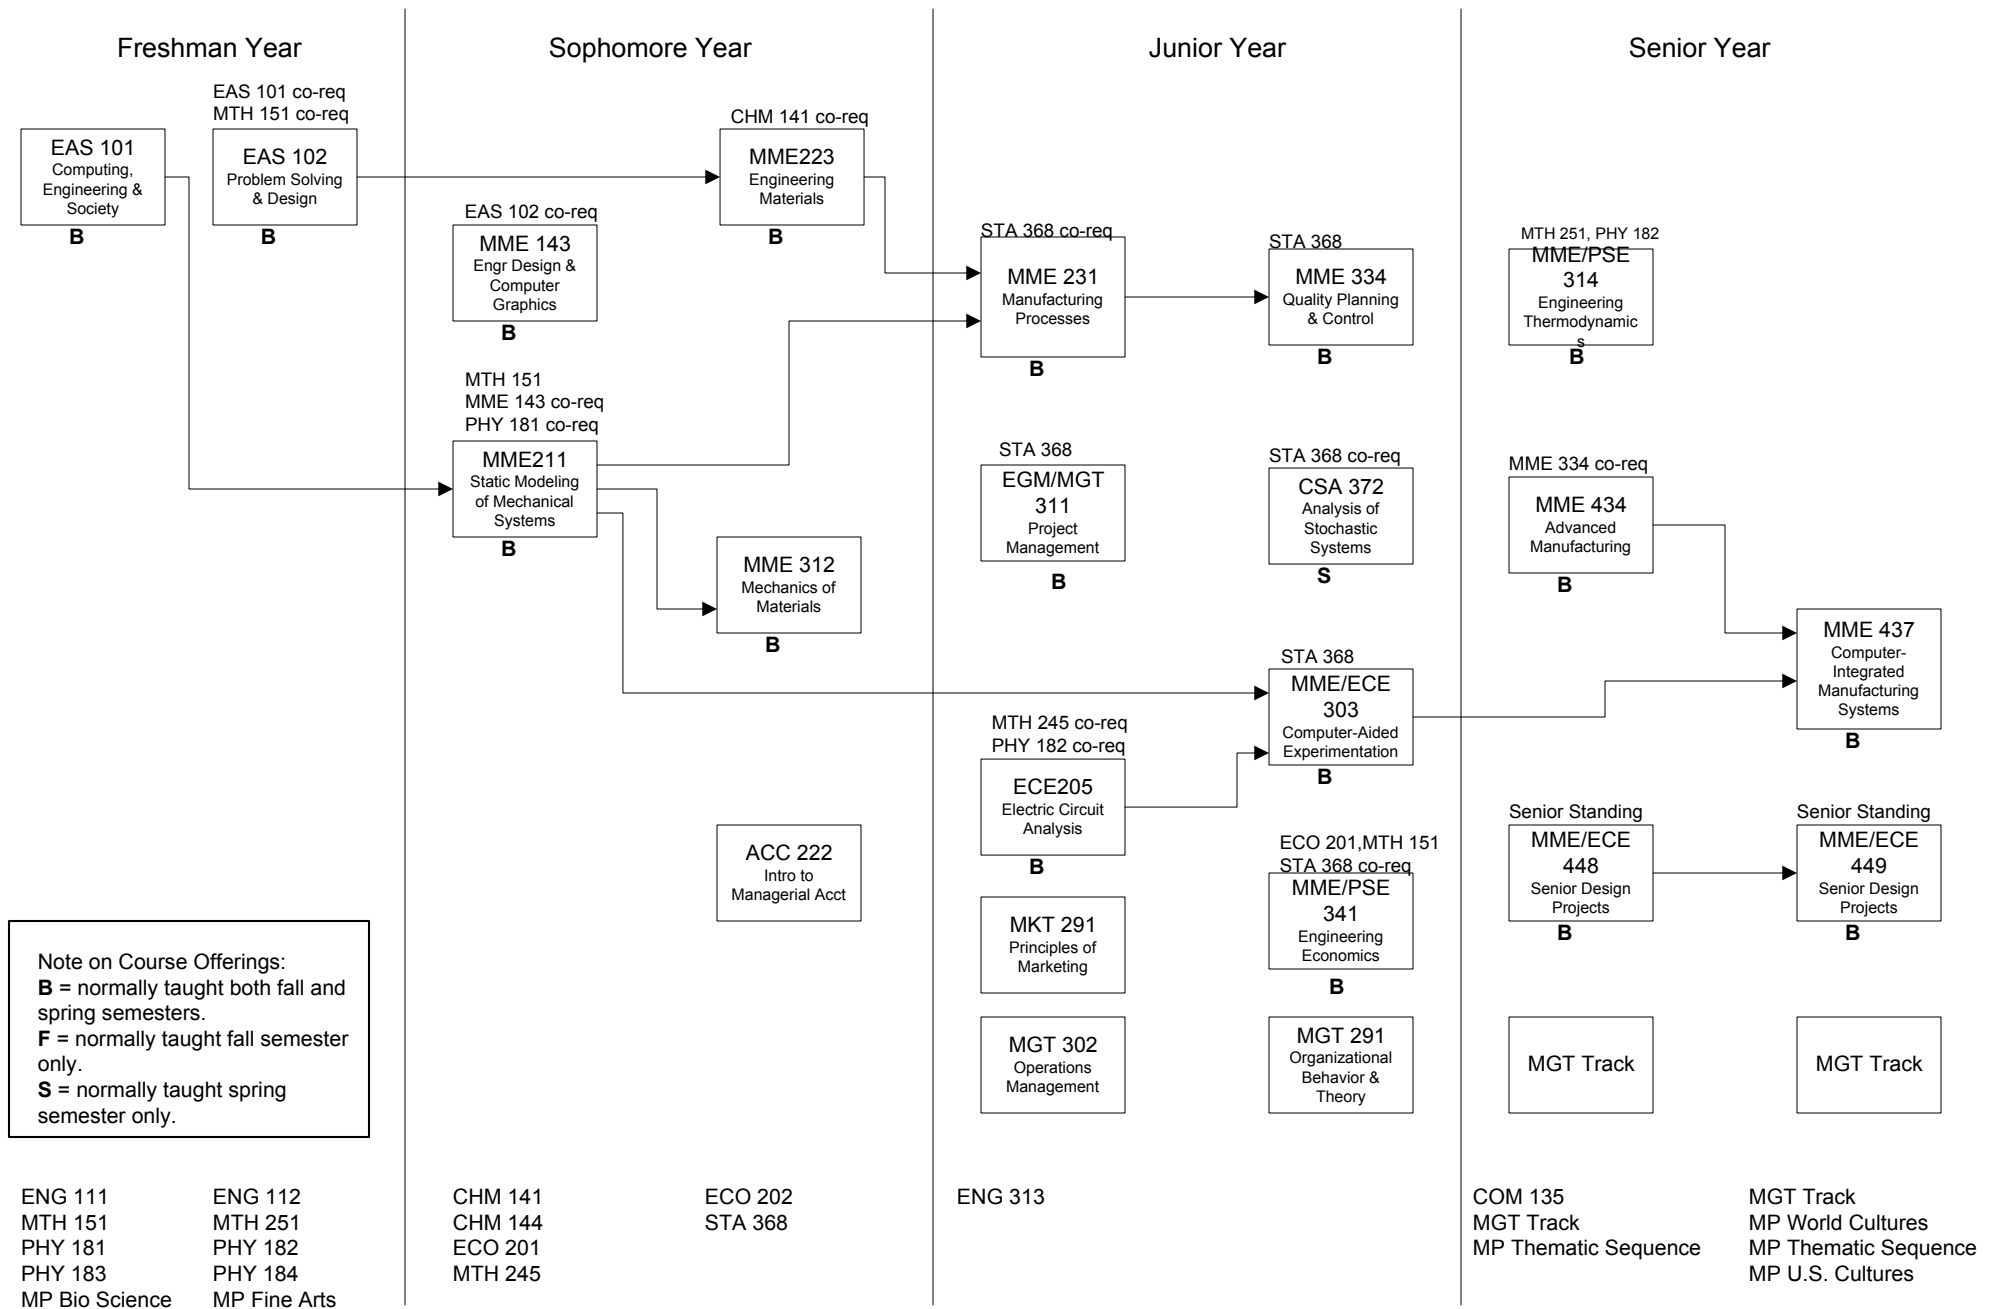 Freshman Year
EAS 101
Computing,
Engineering &
Society
B
EAS 101 co-req
MTH 151 co-req
EAS 102
Problem Solving
& Design
B
Note on Course Offerings:
B = normally taught both fall and
spring semesters.
F = normally taught fall semester
only.
S = normally taught spring
semester only.
ENG 111
MTH 151
PHY 181
PHY 183
MP Bio Science
ENG 112
MTH 251
PHY 182
PHY 184
MP Fine Arts
Sophomore Year
EAS 102 co-req
MME 143
Engr Design &
Computer
Graphics
B
MTH 151
MME 143 co-req
PHY 181 co-req
MME211
Static Modeling
of Mechanical
Systems
B
CHM 141 co-req
MME223
Engineering
Materials
B
MME 312
Mechanics of
Materials
B
ACC 222
Intro to
Managerial Acct
CHM 141
CHM 144
ECO 201
MTH 245
ECO 202
STA 368
Junior Year
STA 368 co-req
MME 231
Manufacturing
Processes
B
STA 368
EGM/MGT
311
Project
Management
B
MTH 245 co-req
PHY 182 co-req
ECE205
Electric Circuit
Analysis
B
MKT 291
Principles of
Marketing
MGT 302
Operations
Management
STA 368
MME 334
Quality Planning
& Control
B
STA 368 co-req
CSA 372
Analysis of
Stochastic
Systems
S
STA 368
MME/ECE
303
Computer-Aided
Experimentation
B
ECO 201,MTH 151
STA 368 co-req
MME/PSE
341
Engineering
Economics
B
MGT 291
Organizational
Behavior &
Theory
ENG 313
Senior Year
MTH 251, PHY 182
MME/PSE
314
Engineering
Thermodynamic
s
B
MME 334 co-req
MME 434
Advanced
Manufacturing
B
Senior Standing
MME/ECE
448
Senior Design
Projects
B
MGT Track
MME 437
Computer-
Integrated
Manufacturing
Systems
B
Senior Standing
MME/ECE
449
Senior Design
Projects
B
MGT Track
COM 135
MGT Track
MP Thematic Sequence
MGT Track
MP World Cultures
MP Thematic Sequence
MP U.S. Cultures